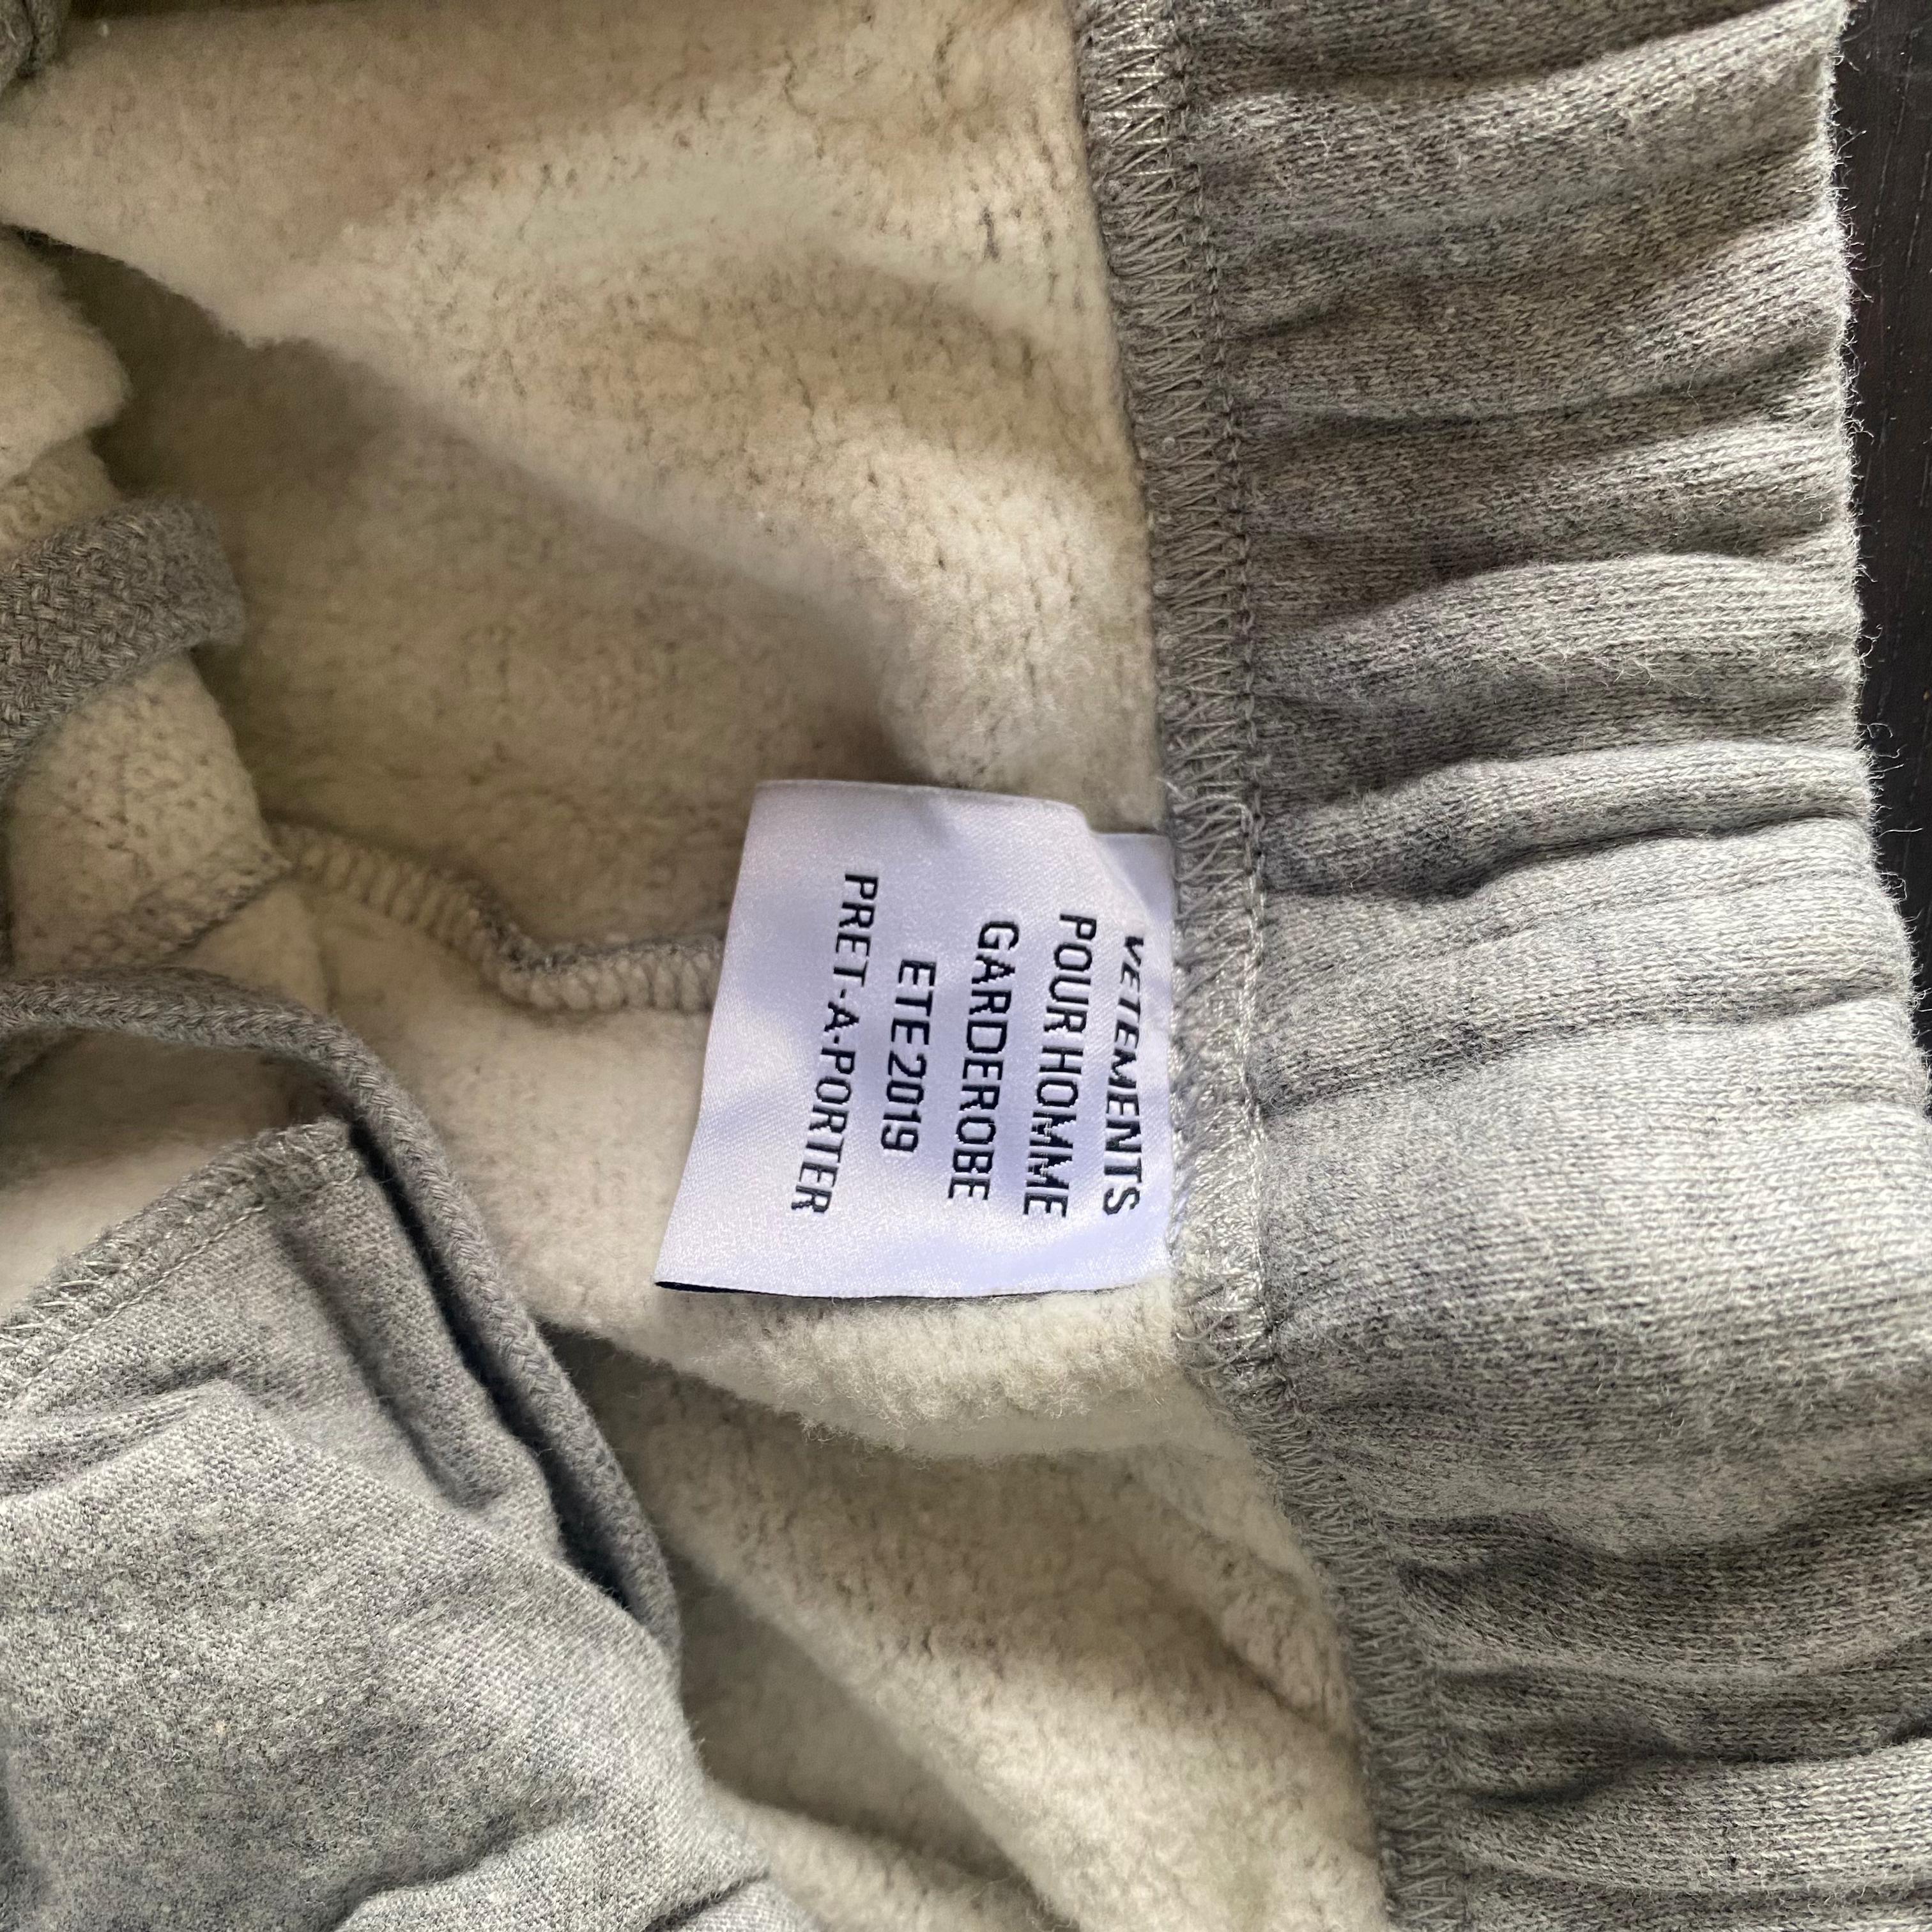 VETEMENTS
POUR HOMME
GARDEROBE
ETE 2019
PRET-A-PORTER